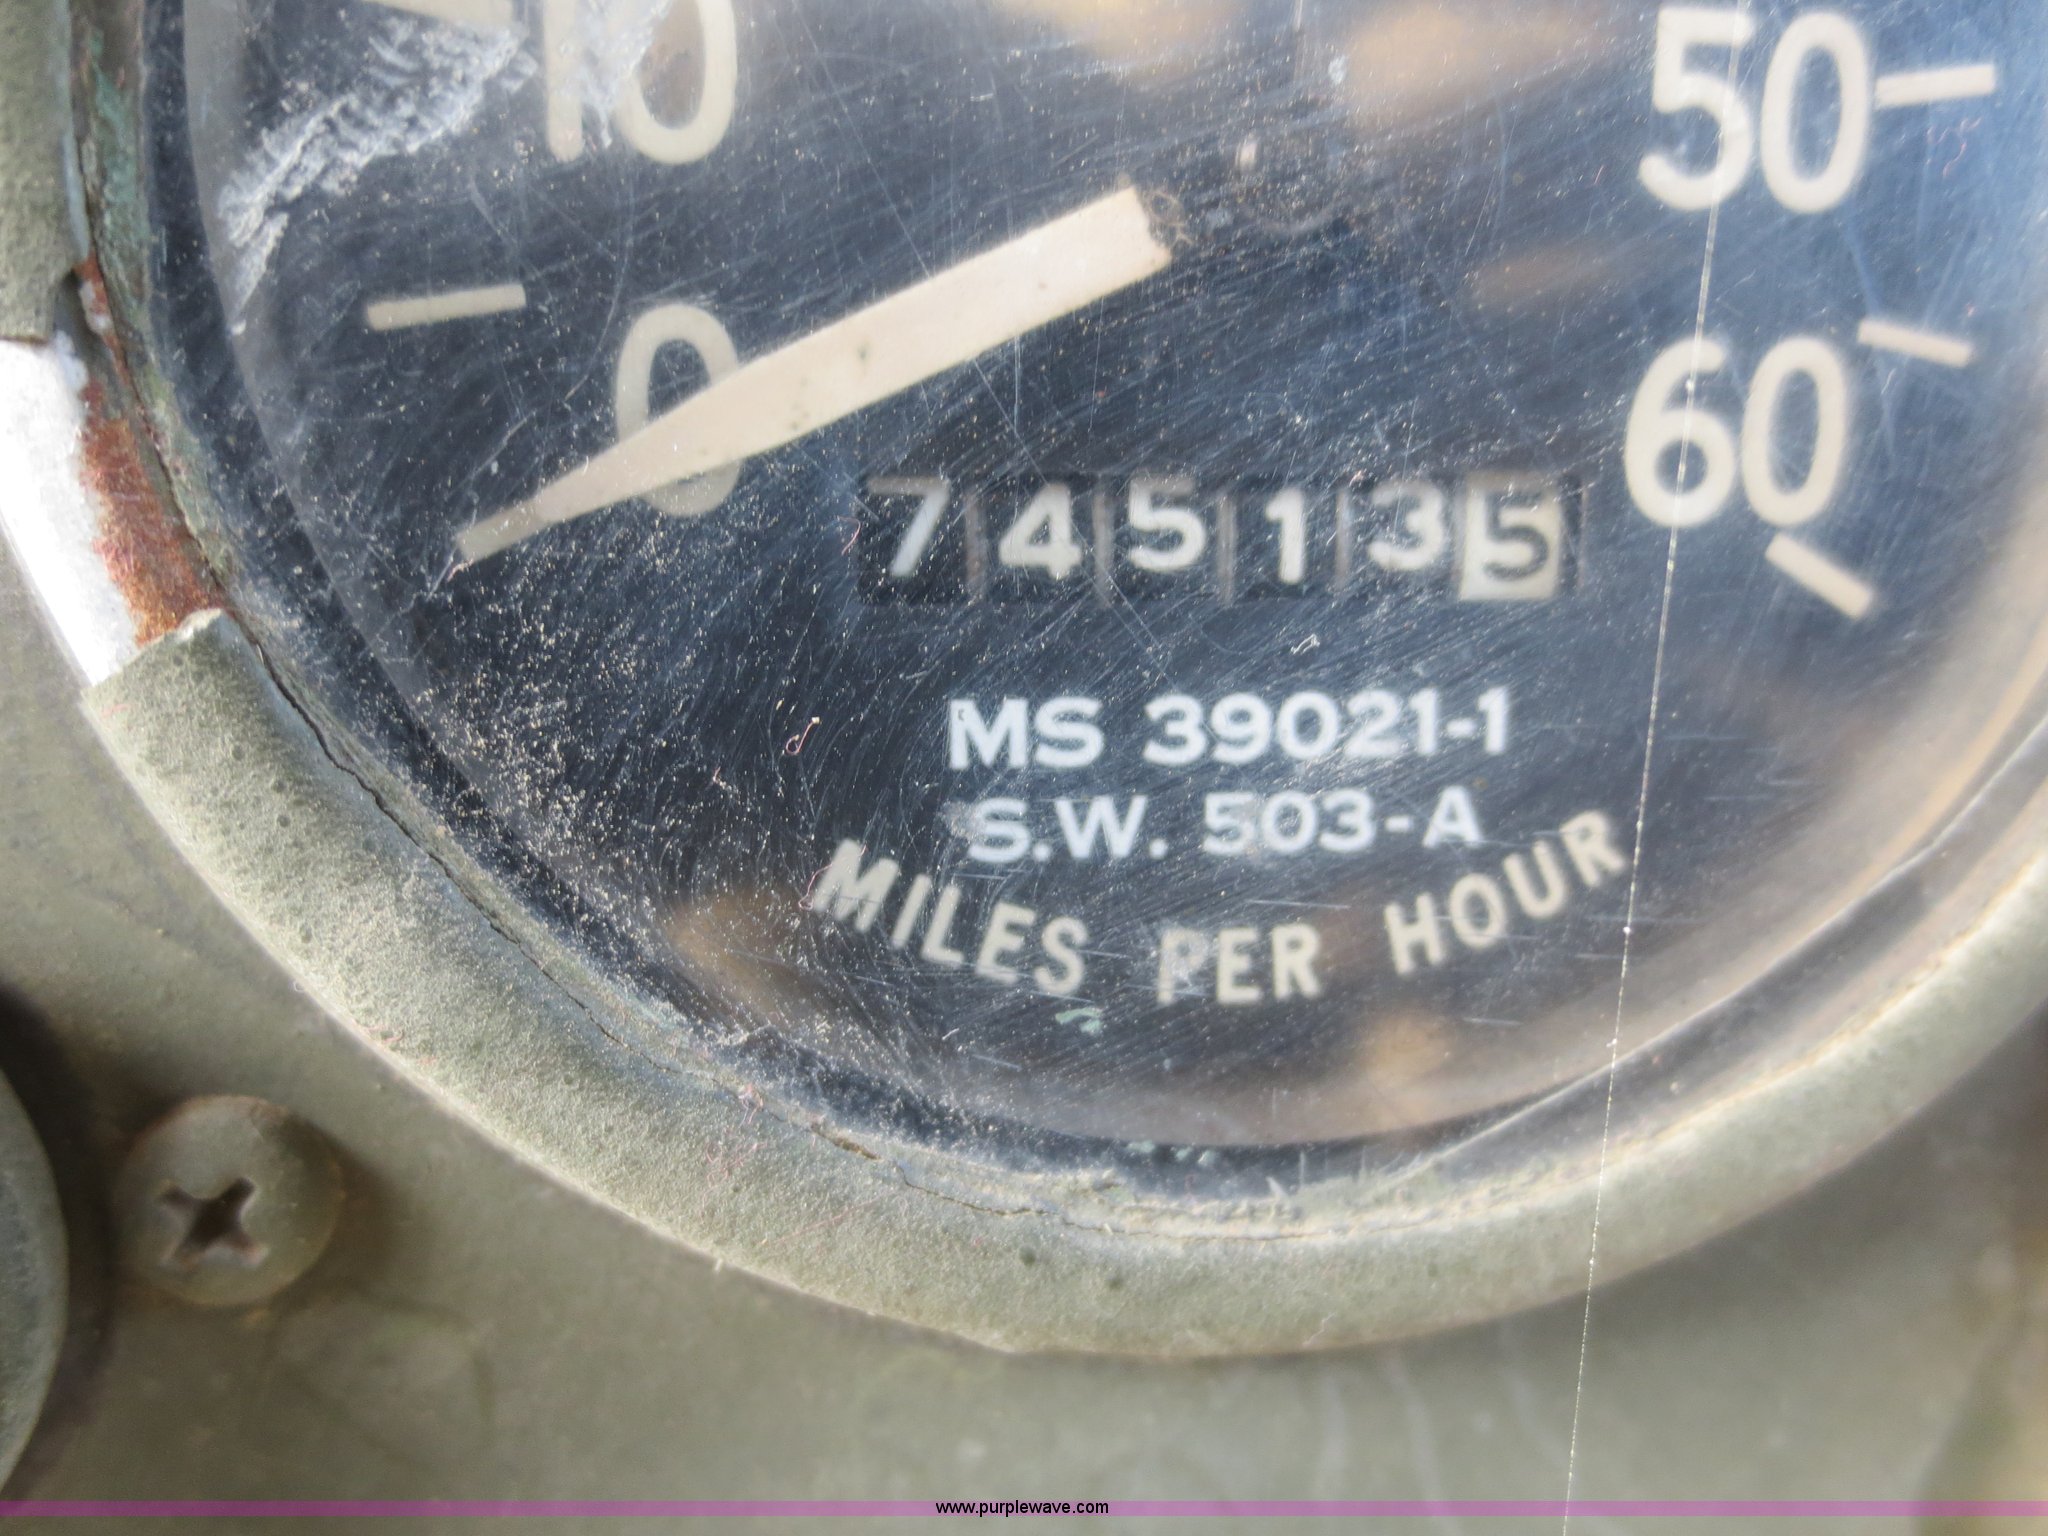 10
50
0
60
745135
MS 39021-1
S.W. 503-A
MILES PER HOUR
www.purplewave.com